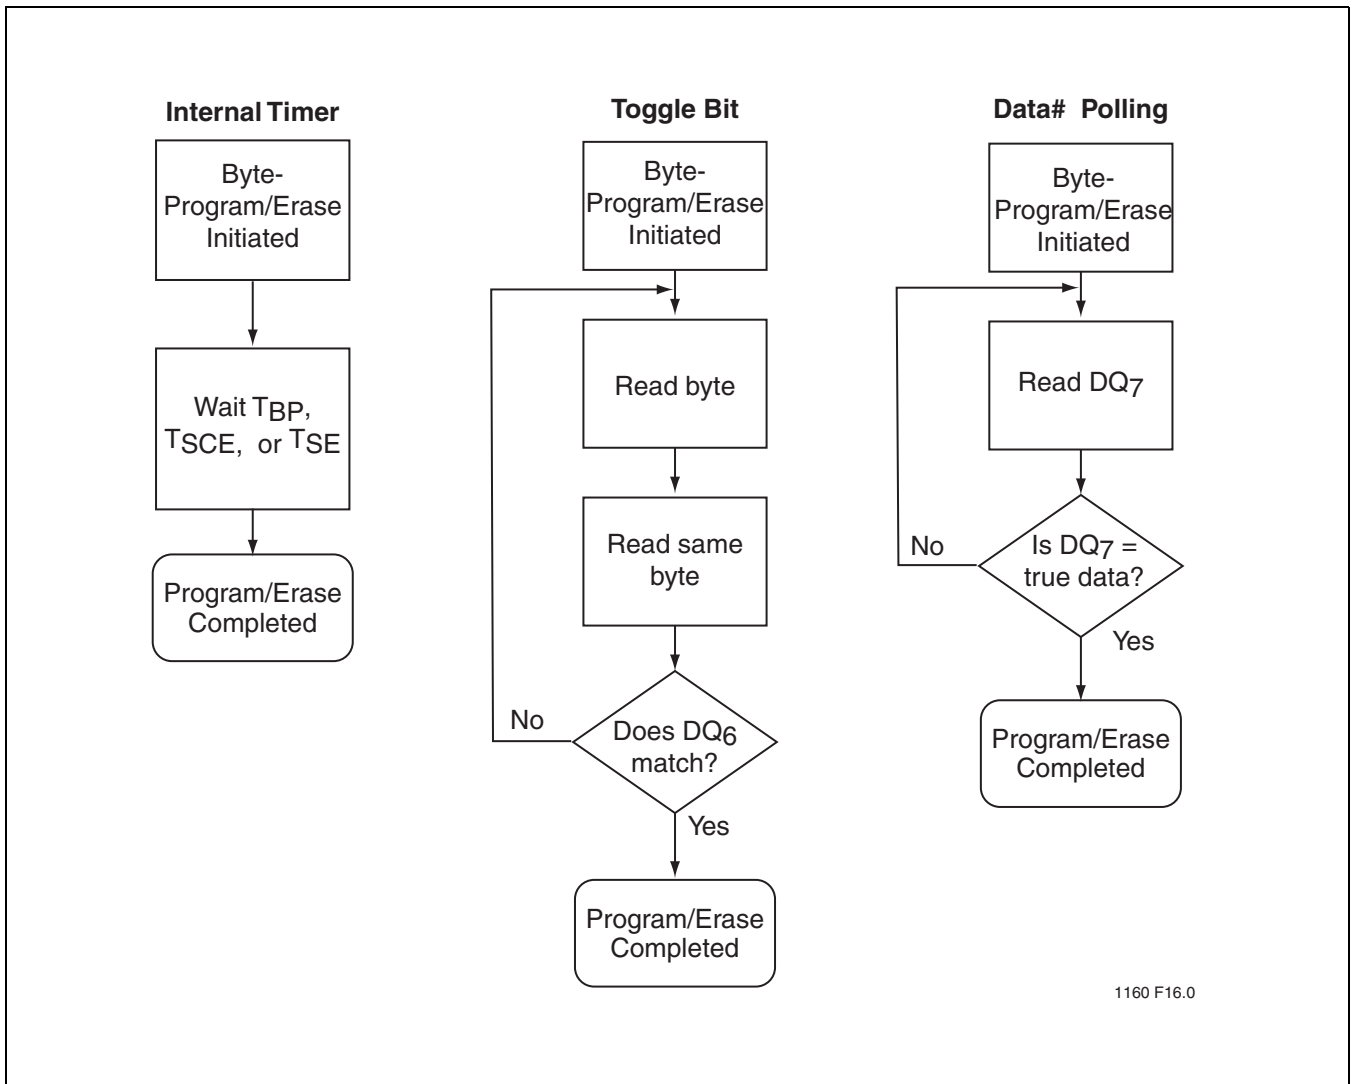 Internal Timer
Byte-
Program/Erase
Initiated
Wait TBP,
TSCE, or TSE
Program/Erase
Completed
Toggle Bit
Byte-
Program/Erase
Initiated
Read byte
Read same
byte
Does DQ6
match?
No
Yes
Program/Erase
Completed
Data# Polling
Byte-
Program/Erase
Initiated
Read DQ7
Is DQ7 =
true data?
No
Yes
Program/Erase
Completed
1160 F16.0